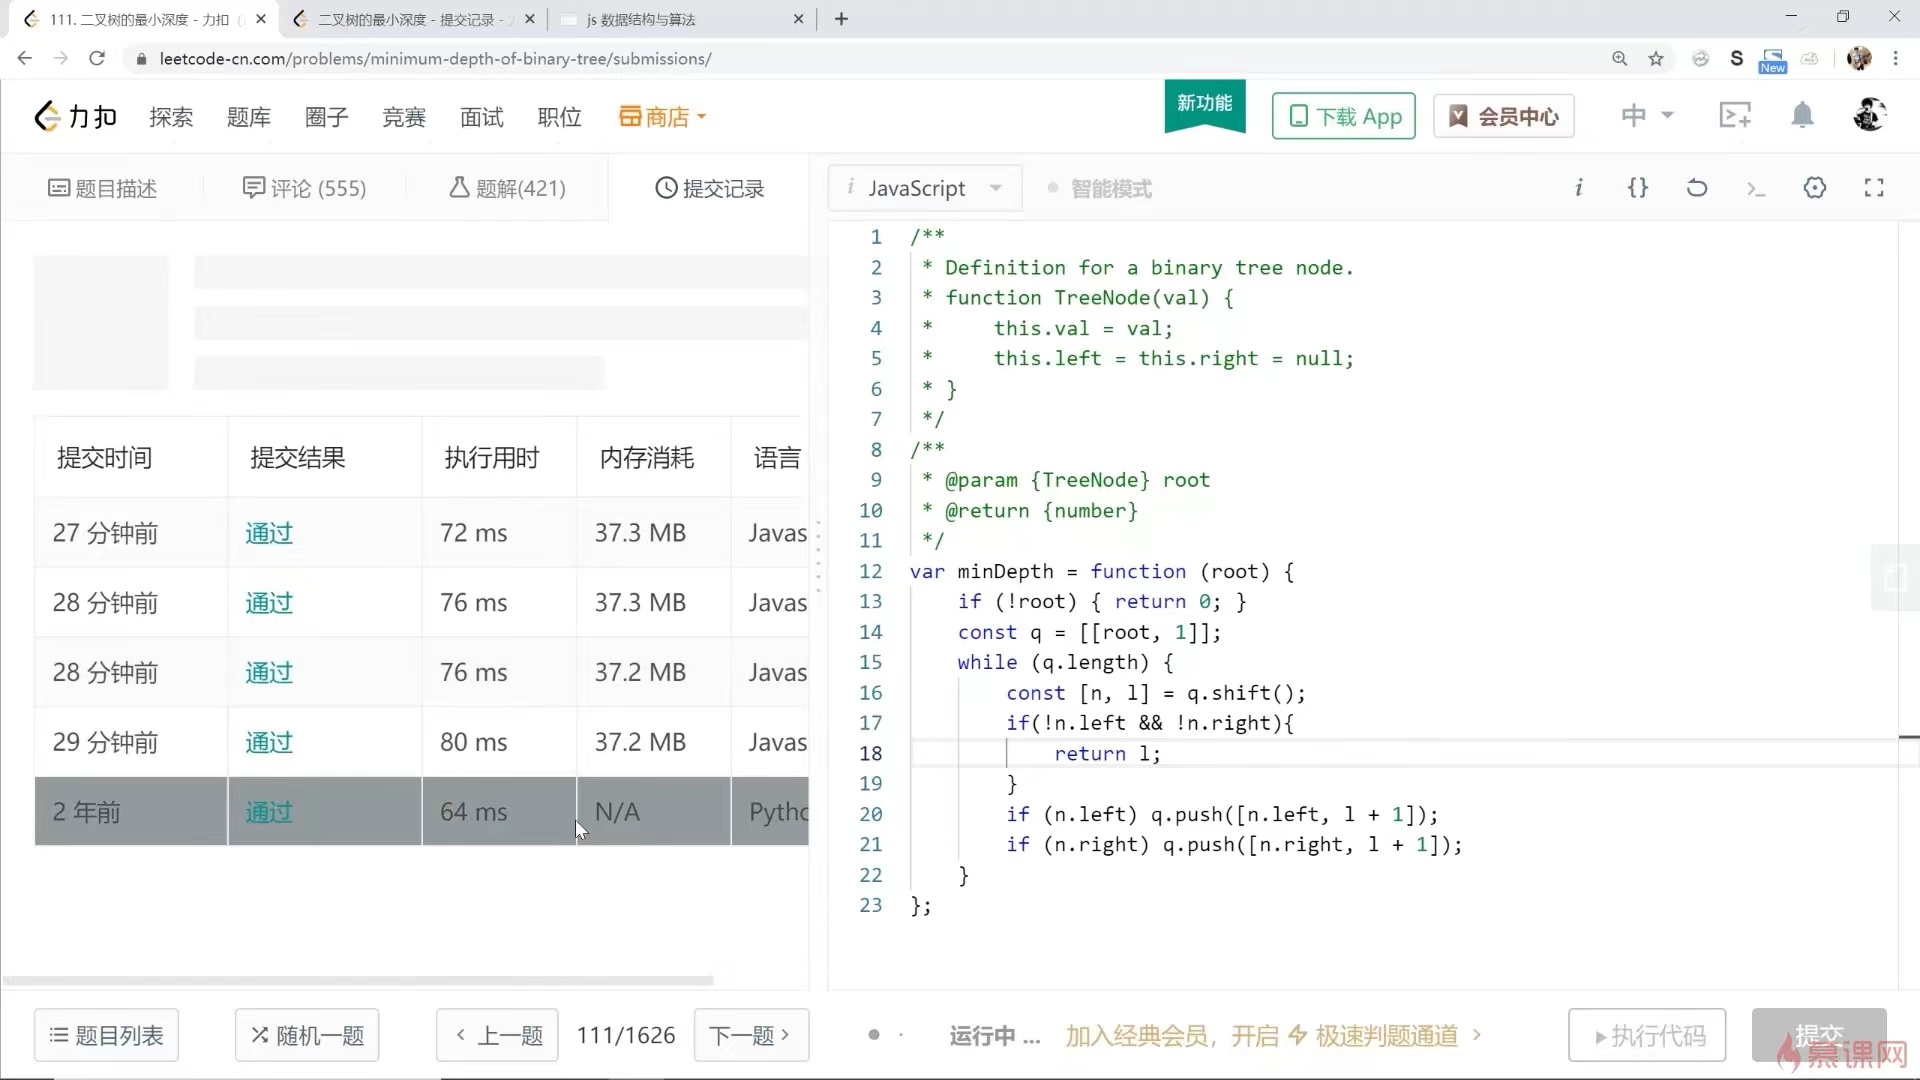 111. 二叉树的最小深度 - 力扣
二叉树的最小深度 - 提交记录 -
js 数据结构与算法
leetcode-cn.com/problems/minimum-depth-of-binary-tree/submissions/
S
New
力扣
探索
题库
圈子
竞赛
面试
职位
商店
新功能
下载 App
会员中心
中
题目描述
评论 (555)
题解(421)
提交记录
i JavaScript
智能模式
i {} >_
提交时间 提交结果 执行用时 内存消耗 语言
27 分钟前 通过 72 ms 37.3 MB Javas
28 分钟前 通过 76 ms 37.3 MB Javas
28 分钟前 通过 76 ms 37.2 MB Javas
29 分钟前 通过 80 ms 37.2 MB Javas
2 年前 通过 64 ms N/A Pytho
1 /**
2 * Definition for a binary tree node.
3 * function TreeNode(val) {
4 *     this.val = val;
5 *     this.left = this.right = null;
6 * }
7 */
8 /**
9 * @param {TreeNode} root
10 * @return {number}
11 */
12 var minDepth = function (root) {
13     if (!root) { return 0; }
14     const q = [[root, 1]];
15     while (q.length) {
16         const [n, l] = q.shift();
17         if(!n.left && !n.right){
18             return l;
19         }
20         if (n.left) q.push([n.left, l + 1]);
21         if (n.right) q.push([n.right, l + 1]);
22     }
23 };
题目列表
随机一题
上一题
111/1626
下一题
运行中 ...
加入经典会员，开启 极速判题通道
执行代码
提交
慕课网